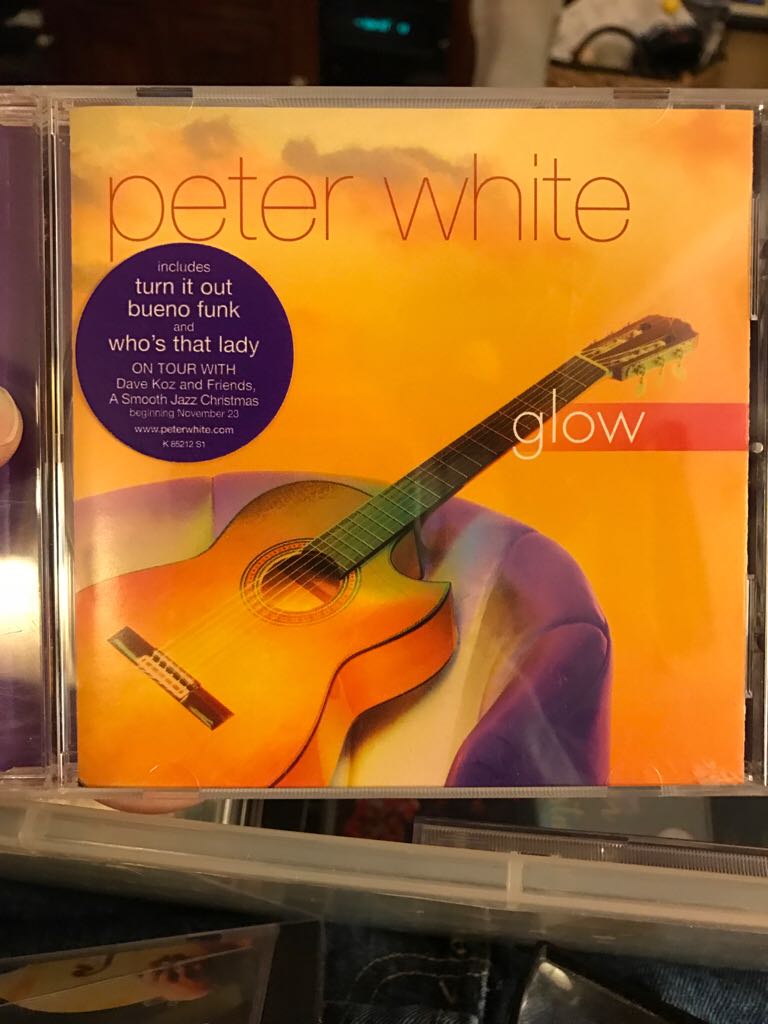 peter white
includes
turn it out
bueno funk
and
who's that lady
ON TOUR WITH
Dave Koz and Friends,
A Smooth Jazz Christmas
beginning November 23
www.peterwhite.com
K 85212 S1
glow